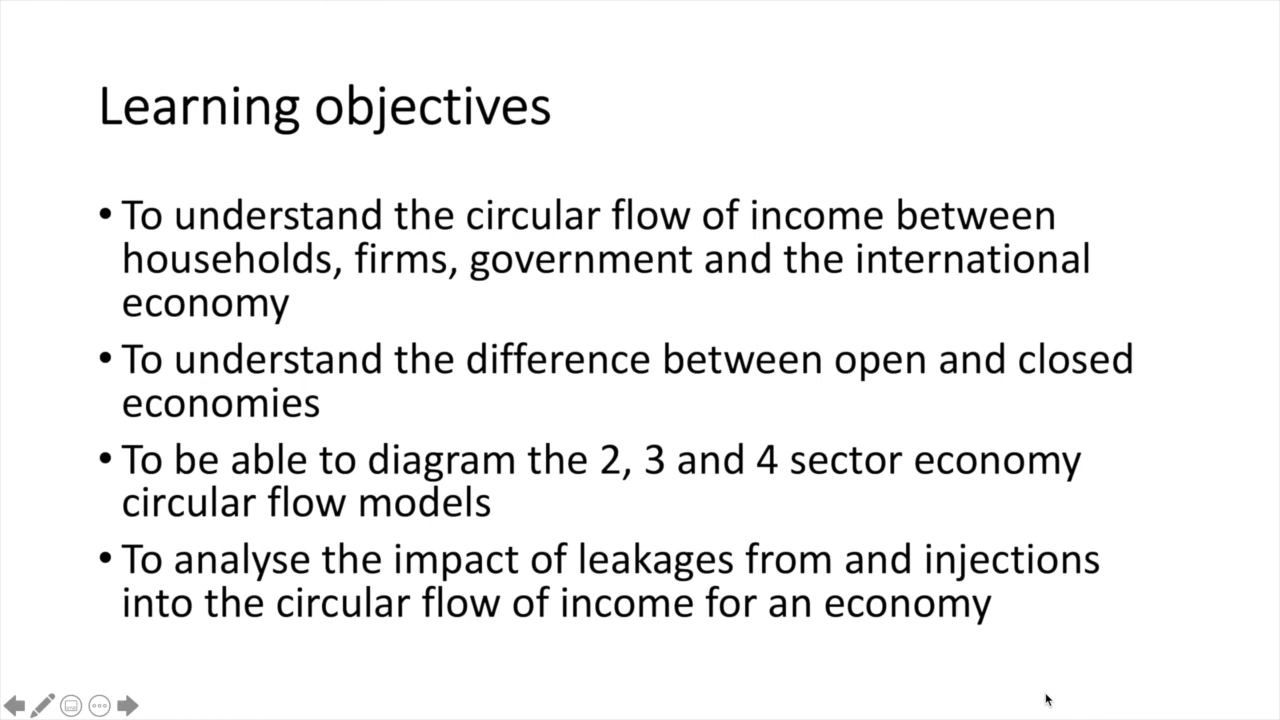 Learning objectives
• To understand the circular flow of income between
households, firms, government and the international
economy
• To understand the difference between open and closed
economies
• To be able to diagram the 2, 3 and 4 sector economy
circular flow models
• To analyse the impact of leakages from and injections
into the circular flow of income for an economy